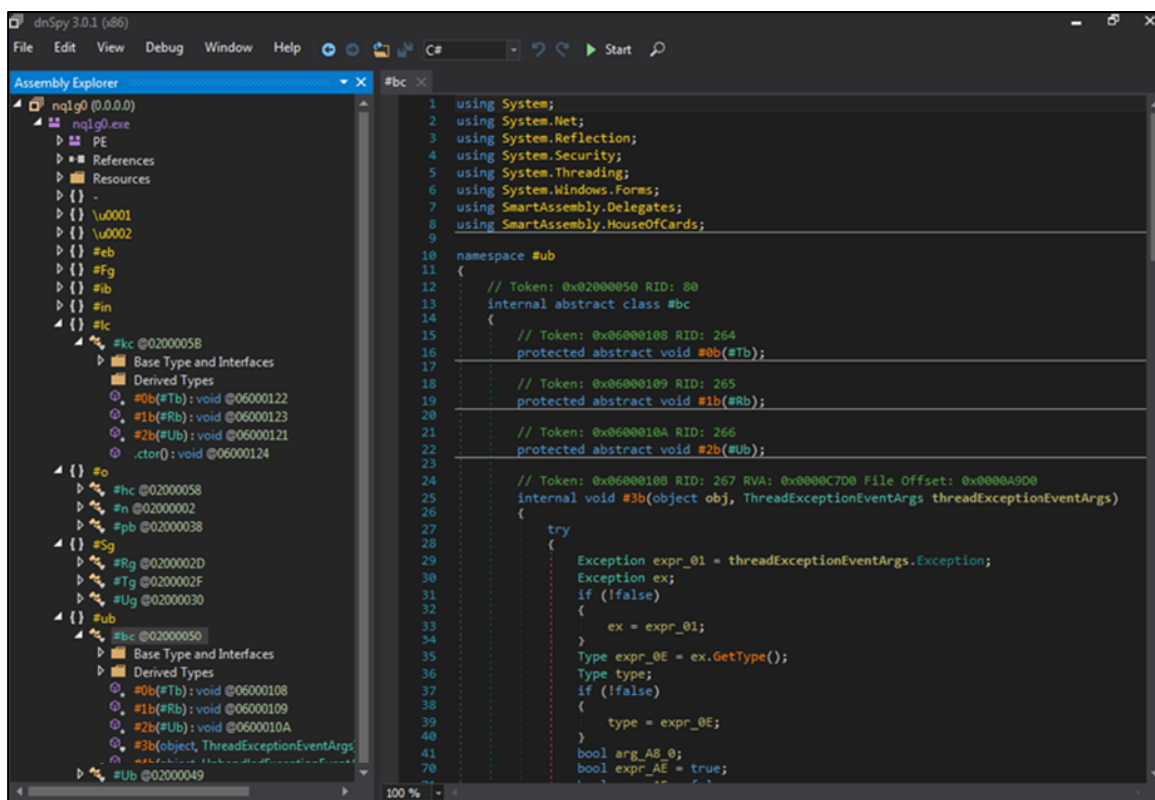 dnSpy 3.0.1 (x86)
File Edit View Debug Window Help C# Start
Assembly Explorer
nq1g0 (0.0.0.0)
nq1g0.exe
PE
References
Resources
{ } -
{ } \u0001
{ } \u0002
{ } #eb
{ } #Fg
{ } #ib
{ } #in
{ } #lc
#kc @0200005B
Base Type and Interfaces
Derived Types
#0b(#Tb) : void @06000122
#1b(#Rb) : void @06000123
#2b(#Ub) : void @06000121
.ctor() : void @06000124
{ } #o
#hc @02000058
#n @02000002
#pb @02000038
{ } #Sg
#Rg @0200002D
#Tg @0200002F
#Ug @02000030
{ } #ub
#bc @02000050
Base Type and Interfaces
Derived Types
#0b(#Tb) : void @06000108
#1b(#Rb) : void @06000109
#2b(#Ub) : void @0600010A
#3b(object, ThreadExceptionEventArgs)
#Ub @02000049
#bc
1 using System;
2 using System.Net;
3 using System.Reflection;
4 using System.Security;
5 using System.Threading;
6 using System.Windows.Forms;
7 using SmartAssembly.Delegates;
8 using SmartAssembly.HouseOfCards;
9
10 namespace #ub
11 {
12 // Token: 0x02000050 RID: 80
13 internal abstract class #bc
14 {
15 // Token: 0x06000108 RID: 264
16 protected abstract void #0b(#Tb);
17
18 // Token: 0x06000109 RID: 265
19 protected abstract void #1b(#Rb);
20
21 // Token: 0x0600010A RID: 266
22 protected abstract void #2b(#Ub);
23
24 // Token: 0x0600010B RID: 267 RVA: 0x0000C7D0 File Offset: 0x0000A9D0
25 internal void #3b(object obj, ThreadExceptionEventArgs threadExceptionEventArgs)
26 {
27 try
28 {
29 Exception expr_01 = threadExceptionEventArgs.Exception;
30 Exception ex;
31 if (!false)
32 {
33 ex = expr_01;
34 }
35 Type expr_0E = ex.GetType();
36 Type type;
37 if (!false)
38 {
39 type = expr_0E;
40 }
41 bool arg_A8_0;
70 bool expr_AE = true;
100 %